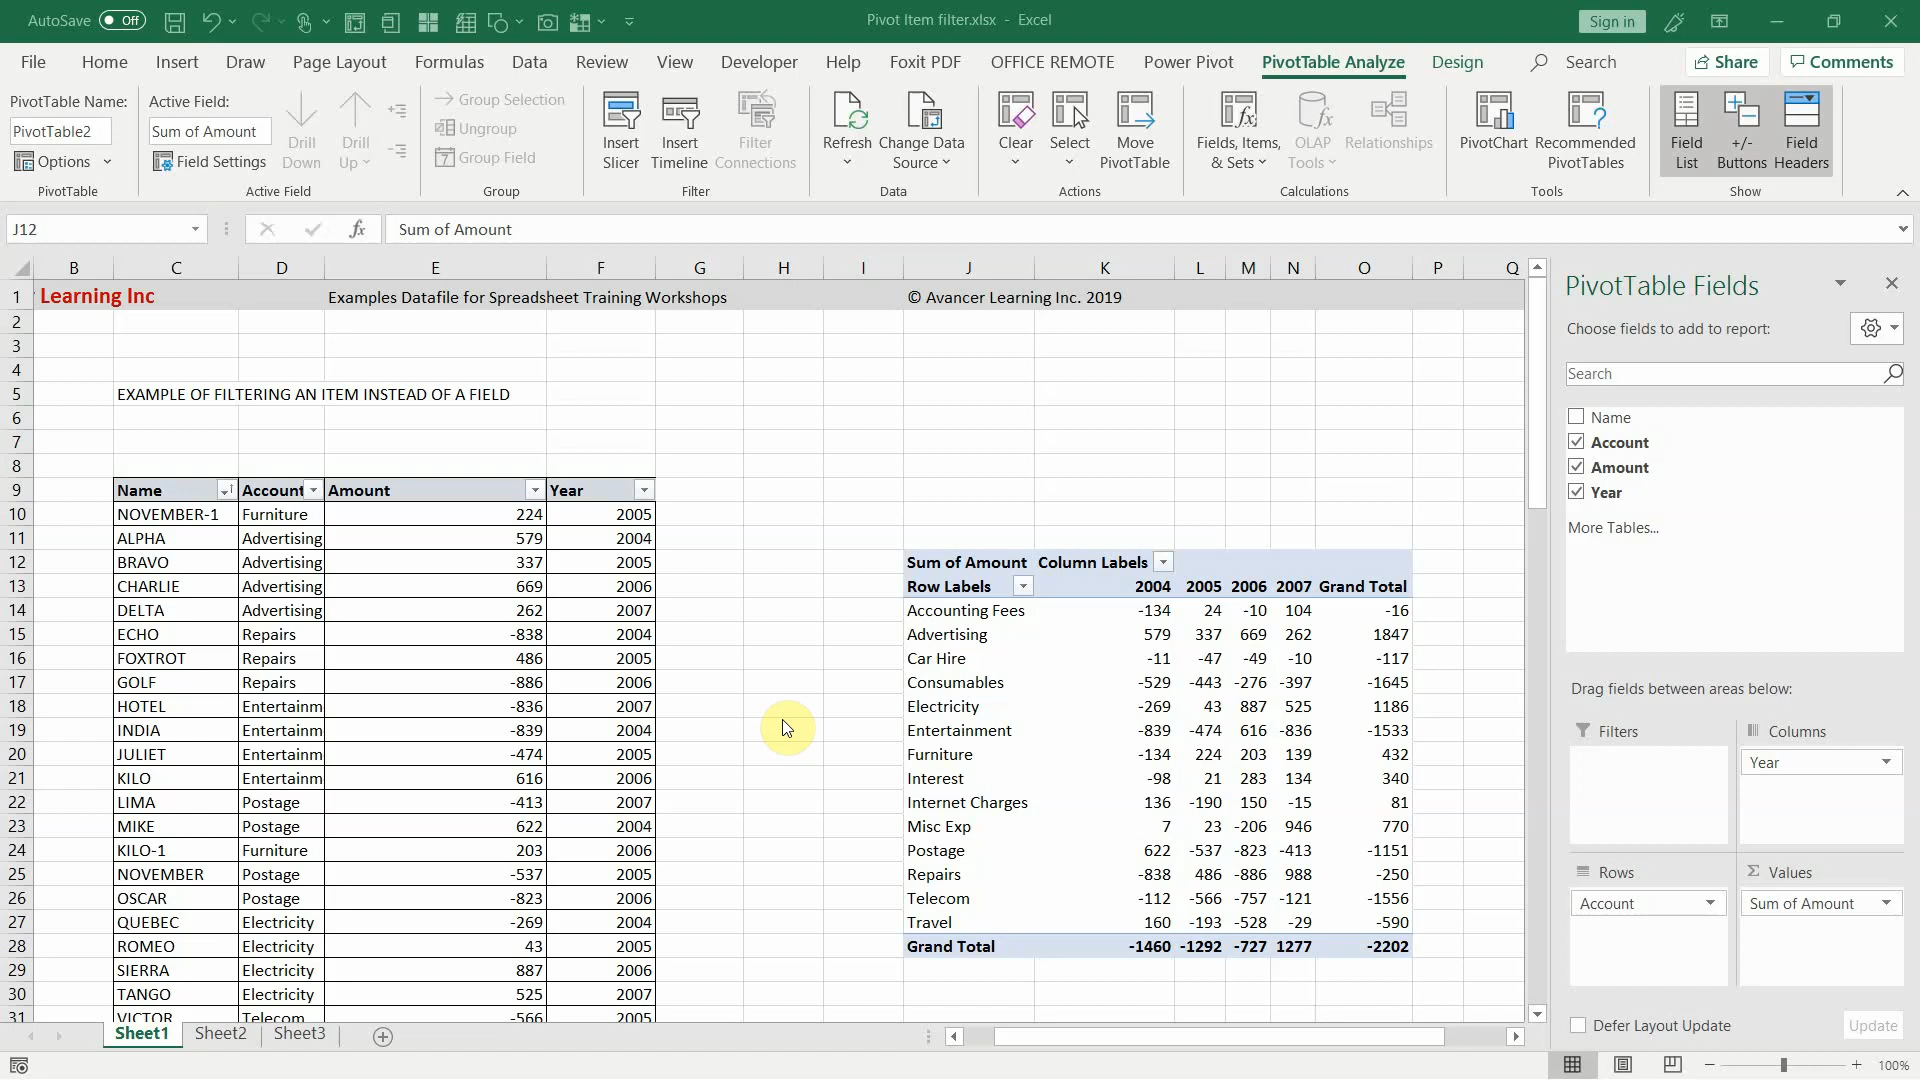 AutoSave Off Pivot Item filter.xlsx - Excel Sign in
File Home Insert Draw Page Layout Formulas Data Review View Developer Help Foxit PDF OFFICE REMOTE Power Pivot PivotTable Analyze Design Search Share Comments
PivotTable Name:
PivotTable2
Options
PivotTable
Active Field:
Sum of Amount
Field Settings
Drill Down
Drill Up
Active Field
Group Selection
Ungroup
Group Field
Group
Insert Slicer
Insert Timeline
Filter Connections
Filter
Refresh
Change Data Source
Data
Clear
Select
Move PivotTable
Actions
Fields, Items, & Sets
OLAP Tools
Relationships
Calculations
PivotChart
Recommended PivotTables
Tools
Field List
+/- Buttons
Field Headers
Show
J12 fx Sum of Amount
B C D E F G H I J K L M N O P Q
1 Learning Inc Examples Datafile for Spreadsheet Training Workshops © Avancer Learning Inc. 2019
2
3
4
5 EXAMPLE OF FILTERING AN ITEM INSTEAD OF A FIELD
6
7
8
9 Name Account Amount Year
10 NOVEMBER-1 Furniture 224 2005
11 ALPHA Advertising 579 2004
12 BRAVO Advertising 337 2005 Sum of Amount Column Labels
13 CHARLIE Advertising 669 2006 Row Labels 2004 2005 2006 2007 Grand Total
14 DELTA Advertising 262 2007 Accounting Fees -134 24 -10 104 -16
15 ECHO Repairs -838 2004 Advertising 579 337 669 262 1847
16 FOXTROT Repairs 486 2005 Car Hire -11 -47 -49 -10 -117
17 GOLF Repairs -886 2006 Consumables -529 -443 -276 -397 -1645
18 HOTEL Entertainm -836 2007 Electricity -269 43 887 525 1186
19 INDIA Entertainm -839 2004 Entertainment -839 -474 616 -836 -1533
20 JULIET Entertainm -474 2005 Furniture -134 224 203 139 432
21 KILO Entertainm 616 2006 Interest -98 21 283 134 340
22 LIMA Postage -413 2007 Internet Charges 136 -190 150 -15 81
23 MIKE Postage 622 2004 Misc Exp 7 23 -206 946 770
24 KILO-1 Furniture 203 2006 Postage 622 -537 -823 -413 -1151
25 NOVEMBER Postage -537 2005 Repairs -838 486 -886 988 -250
26 OSCAR Postage -823 2006 Telecom -112 -566 -757 -121 -1556
27 QUEBEC Electricity -269 2004 Travel 160 -193 -528 -29 -590
28 ROMEO Electricity 43 2005 Grand Total -1460 -1292 -727 1277 -2202
29 SIERRA Electricity 887 2006
30 TANGO Electricity 525 2007
31 VICTOR Telecom -566 2005
Sheet1 Sheet2 Sheet3
PivotTable Fields
Choose fields to add to report:
Search
Name
Account
Amount
Year
More Tables...
Drag fields between areas below:
Filters
Columns
Year
Rows
Account
Σ Values
Sum of Amount
Defer Layout Update Update
100%